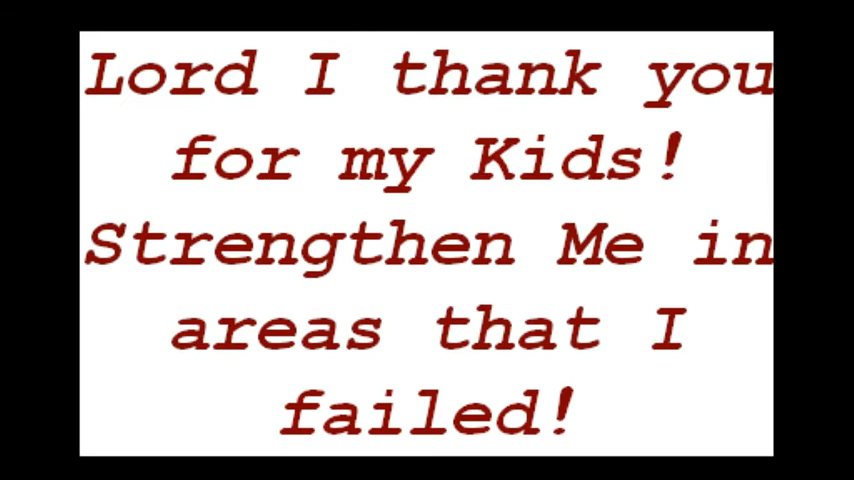 Lord I thank you
for my Kids!
Strengthen Me in
areas that I
failed!